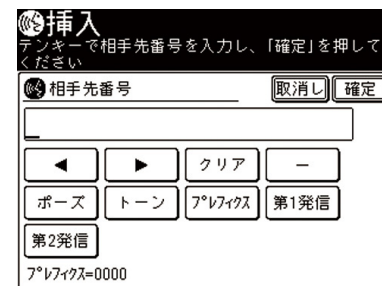 挿入
テンキーで相手先番号を入力し、「確定」を押して
ください
相手先番号 取消し 確定
◀ ▶ クリア －
ポーズ トーン プレフィクス 第1発信
第2発信
プレフィクス=0000